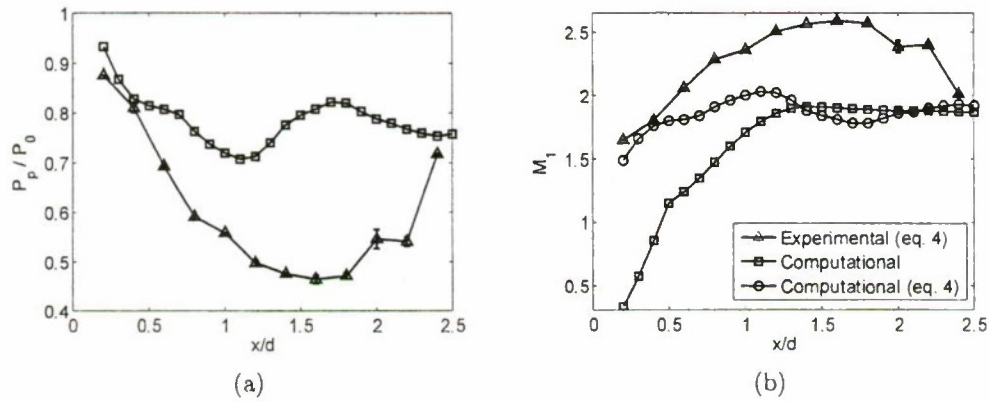 1
0.9
0.8
0.7
0.6
0.5
0.4
P_p / P_0
0 0.5 1 1.5 2 2.5
x/d
(a)
2.5
2
1.5
1
0.5
M_1
Experimental (eq. 4)
Computational
Computational (eq. 4)
0 0.5 1 1.5 2 2.5
x/d
(b)